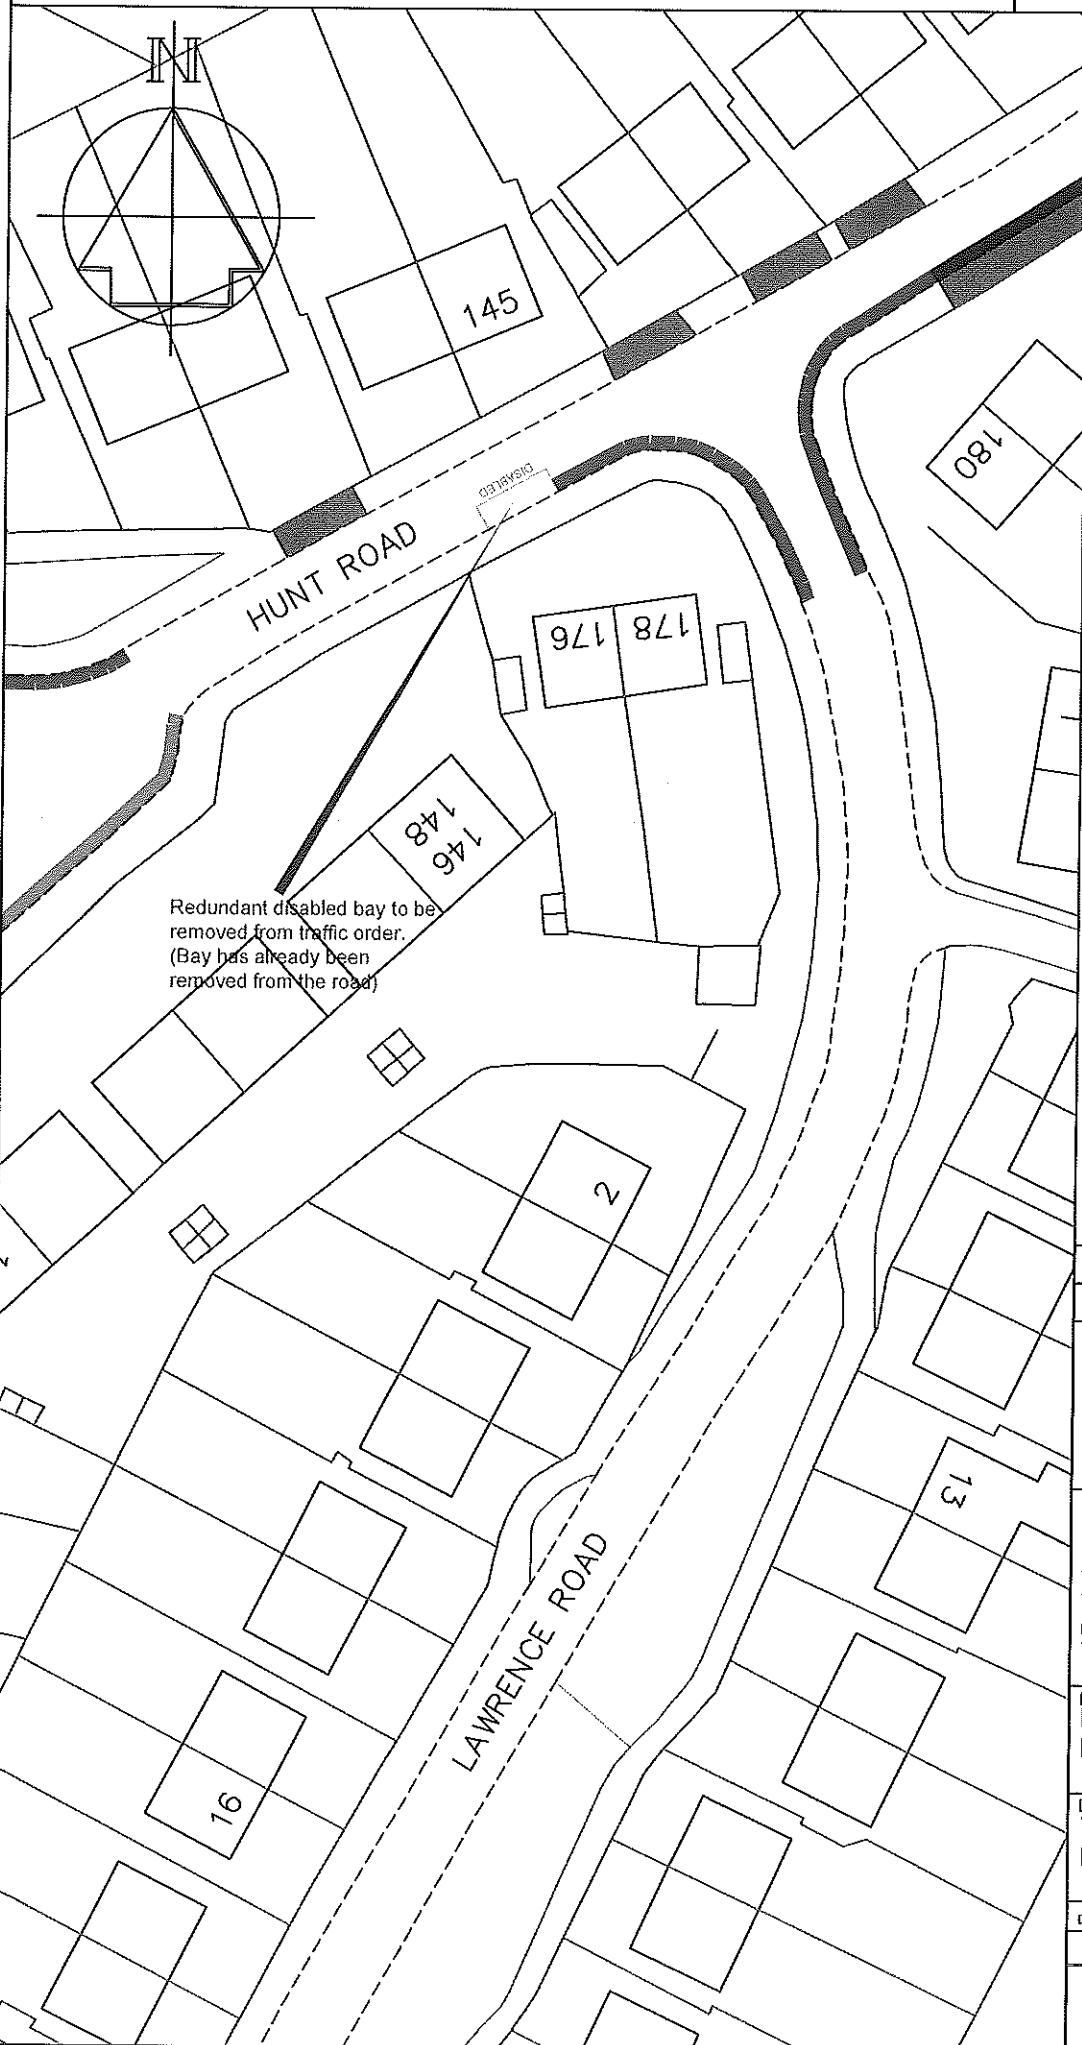 N
145
180
DISABLED
HUNT ROAD
176
178
148
146
Redundant disabled bay to be
removed from traffic order.
(Bay has already been
removed from the road)
2
13
LAWRENCE ROAD
16